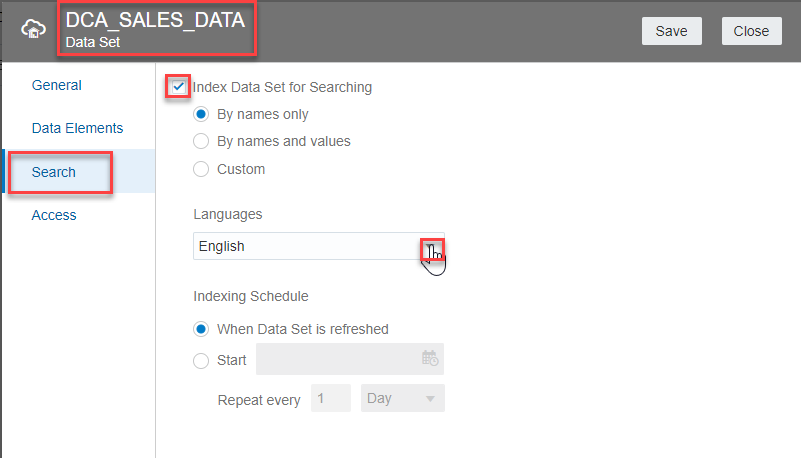 DCA_SALES_DATA
Data Set
Save
Close
General
Data Elements
Search
Access
Index Data Set for Searching
By names only
By names and values
Custom
Languages
English
Indexing Schedule
When Data Set is refreshed
Start
Repeat every 1 Day